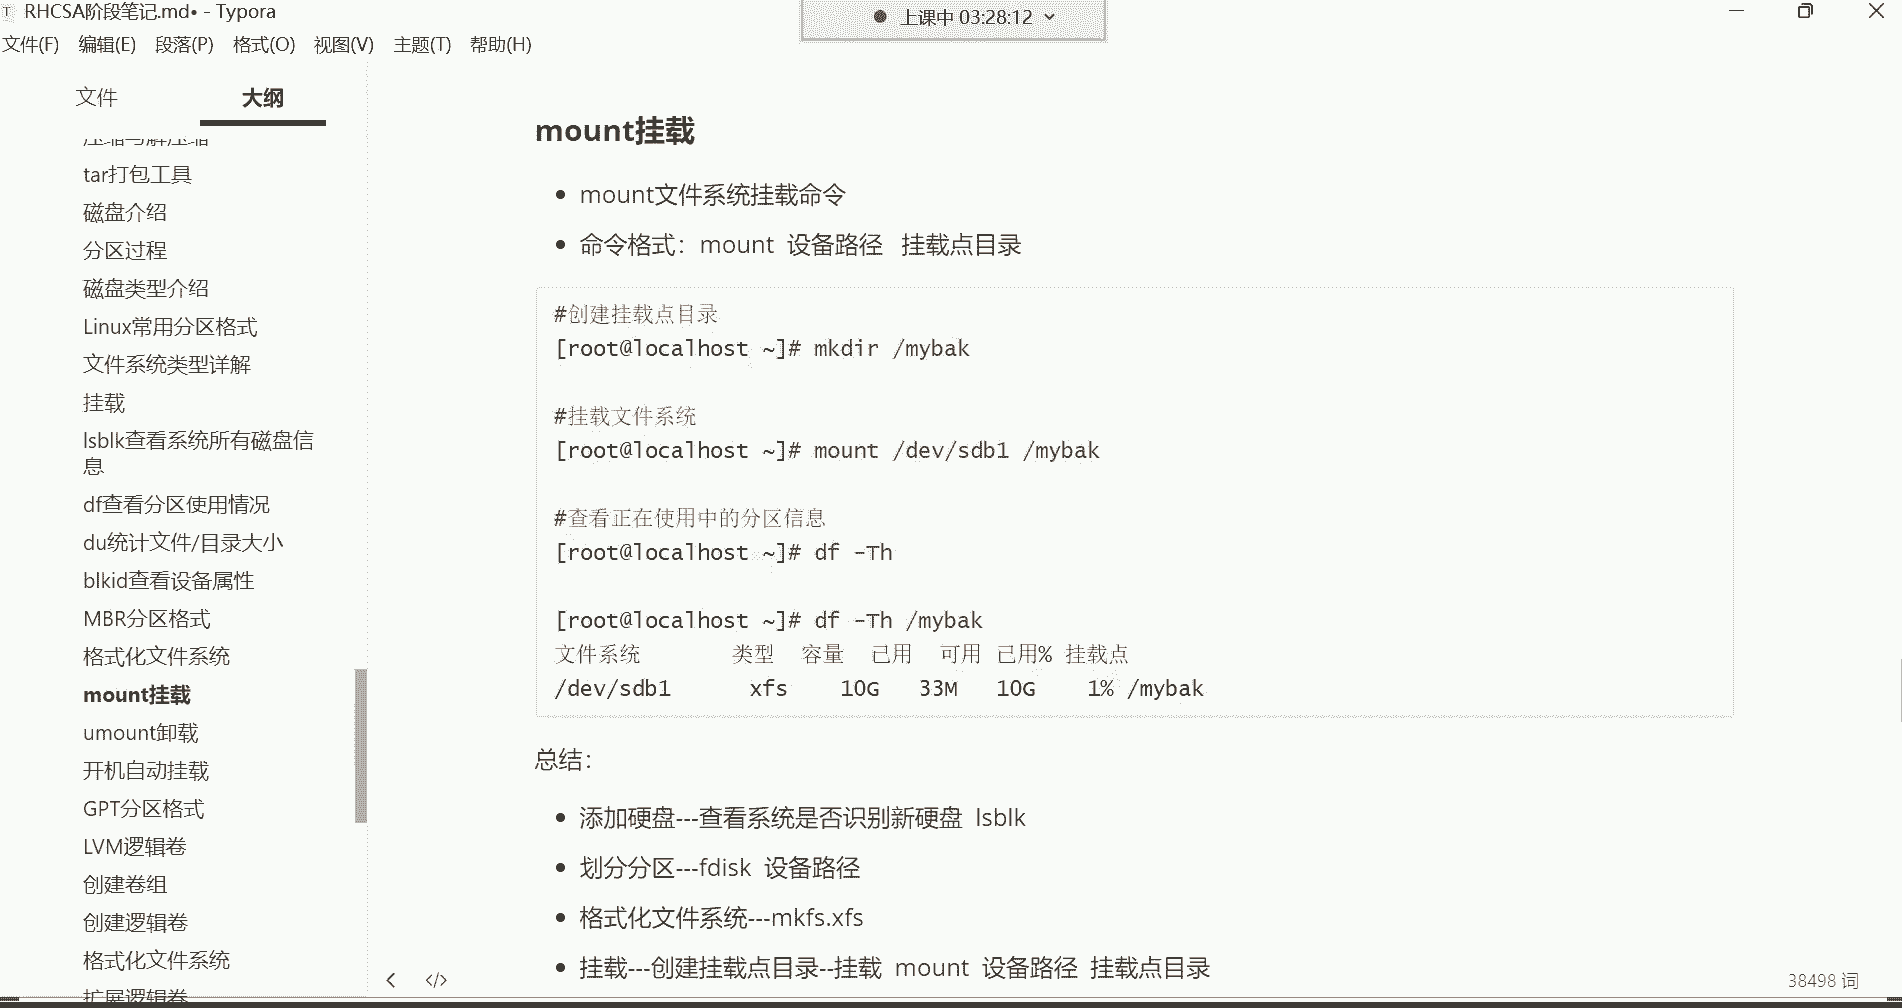 RHCSA阶段笔记.md• - Typora
上课中 03:28:12
文件(F) 编辑(E) 段落(P) 格式(O) 视图(V) 主题(T) 帮助(H)
文件 大纲
压缩与解压缩
tar打包工具
磁盘介绍
分区过程
磁盘类型介绍
Linux常用分区格式
文件系统类型详解
挂载
lsblk查看系统所有磁盘信
息
df查看分区使用情况
du统计文件/目录大小
blkid查看设备属性
MBR分区格式
格式化文件系统
mount挂载
umount卸载
开机自动挂载
GPT分区格式
LVM逻辑卷
创建卷组
创建逻辑卷
格式化文件系统
扩展逻辑卷
mount挂载
mount文件系统挂载命令
命令格式：mount 设备路径 挂载点目录
#创建挂载点目录
[root@localhost ~]# mkdir /mybak
#挂载文件系统
[root@localhost ~]# mount /dev/sdb1 /mybak
#查看正在使用中的分区信息
[root@localhost ~]# df -Th
[root@localhost ~]# df -Th /mybak
文件系统 类型 容量 已用 可用 已用% 挂载点
/dev/sdb1 xfs 10G 33M 10G 1% /mybak
总结：
添加硬盘---查看系统是否识别新硬盘 lsblk
划分分区---fdisk 设备路径
格式化文件系统---mkfs.xfs
挂载---创建挂载点目录--挂载 mount 设备路径 挂载点目录
38498 词